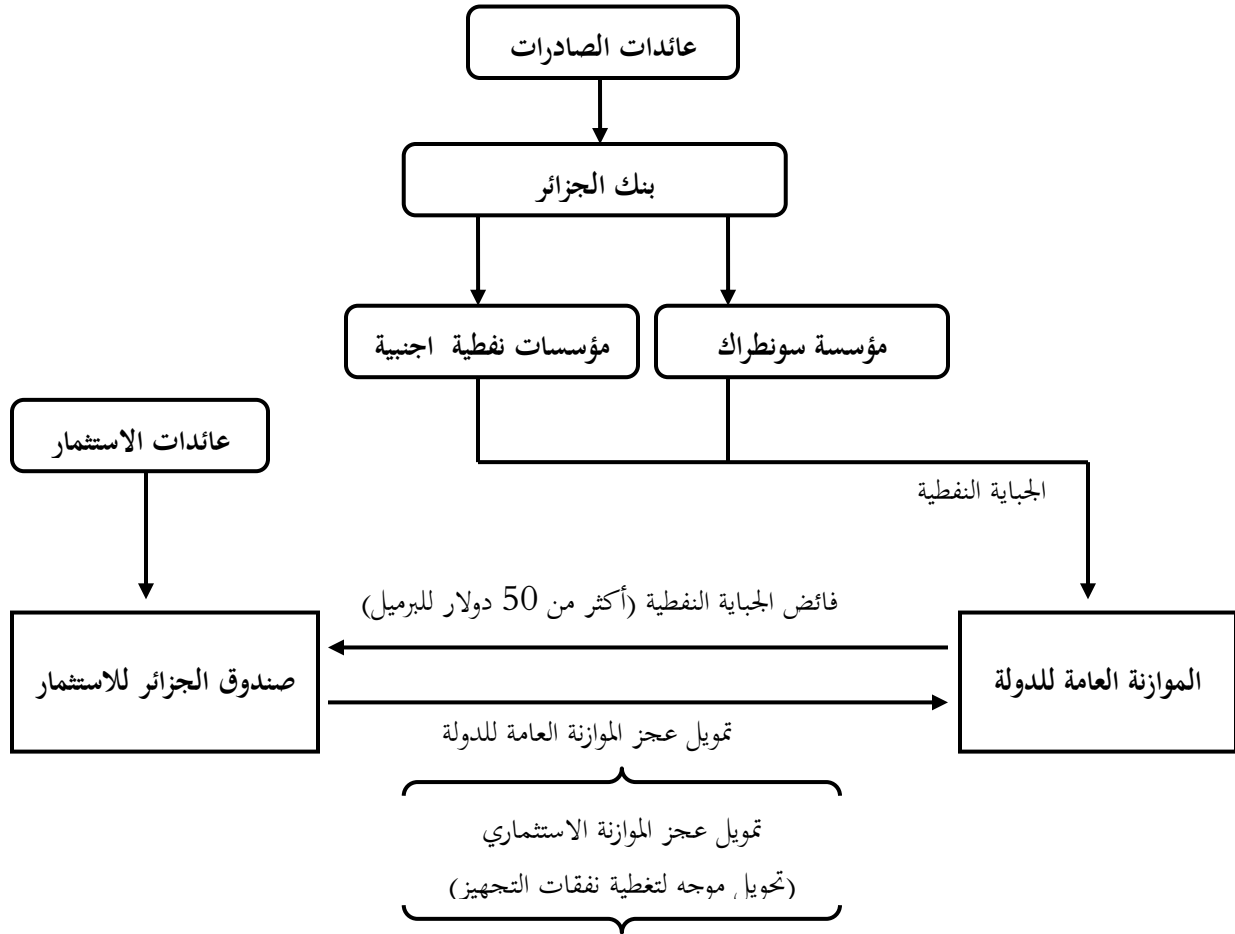 عائدات الصادرات
بنك الجزائر
مؤسسة سونطراك
مؤسسات نفطية اجنبية
عائدات الاستثمار
الجباية النفطية
فائض الجباية النفطية (أكثر من 50 دولار للبرميل)
الموازنة العامة للدولة
صندوق الجزائر للاستثمار
تمويل عجز الموازنة العامة للدولة
تمويل عجز الموازنة الاستثماري
(تحويل موجه لتغطية نفقات التجهيز)